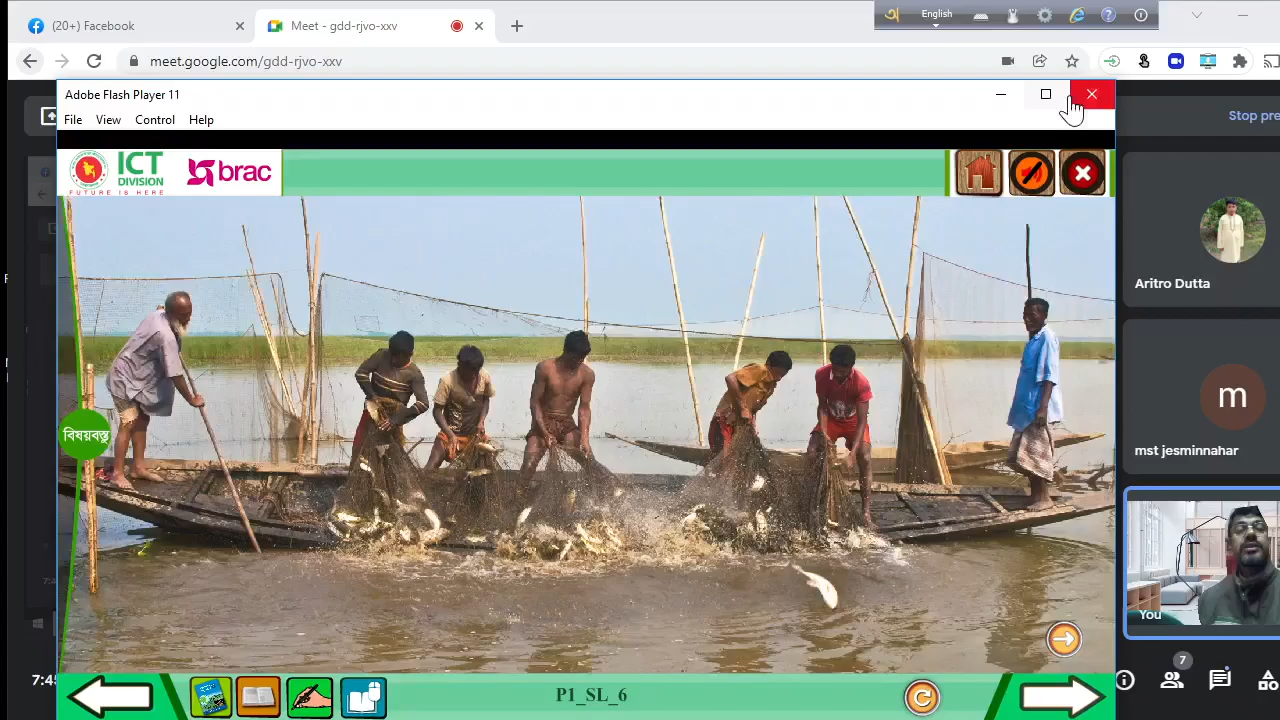 (20+) Facebook
Meet - gdd-rjvo-xxv
English
meet.google.com/gdd-rjvo-xxv
Adobe Flash Player 11
File View Control Help
Stop pre
ICT
DIVISION
FUTURE IS HERE
brac
Aritro Dutta
বিষয়বস্তু
m
mst jesminnahar
You
7
7:45
P1_SL_6